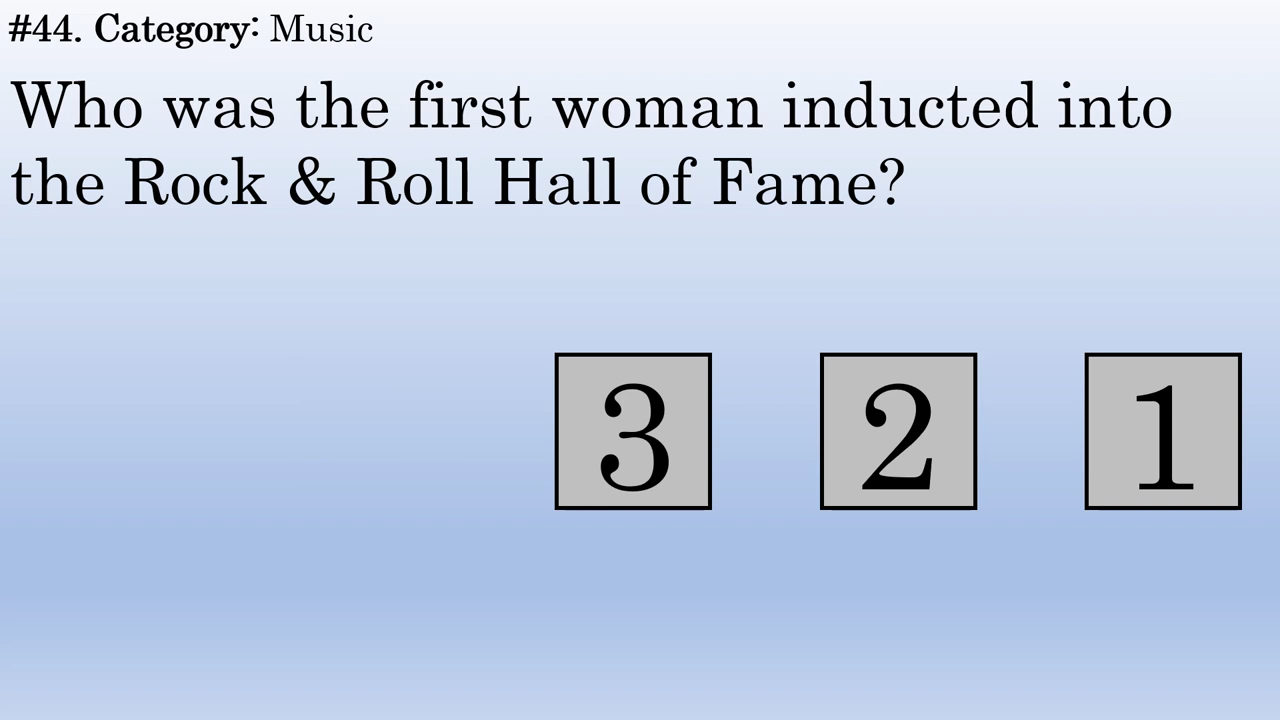 #44. Category: Music
Who was the first woman inducted into
the Rock & Roll Hall of Fame?
3 2 1